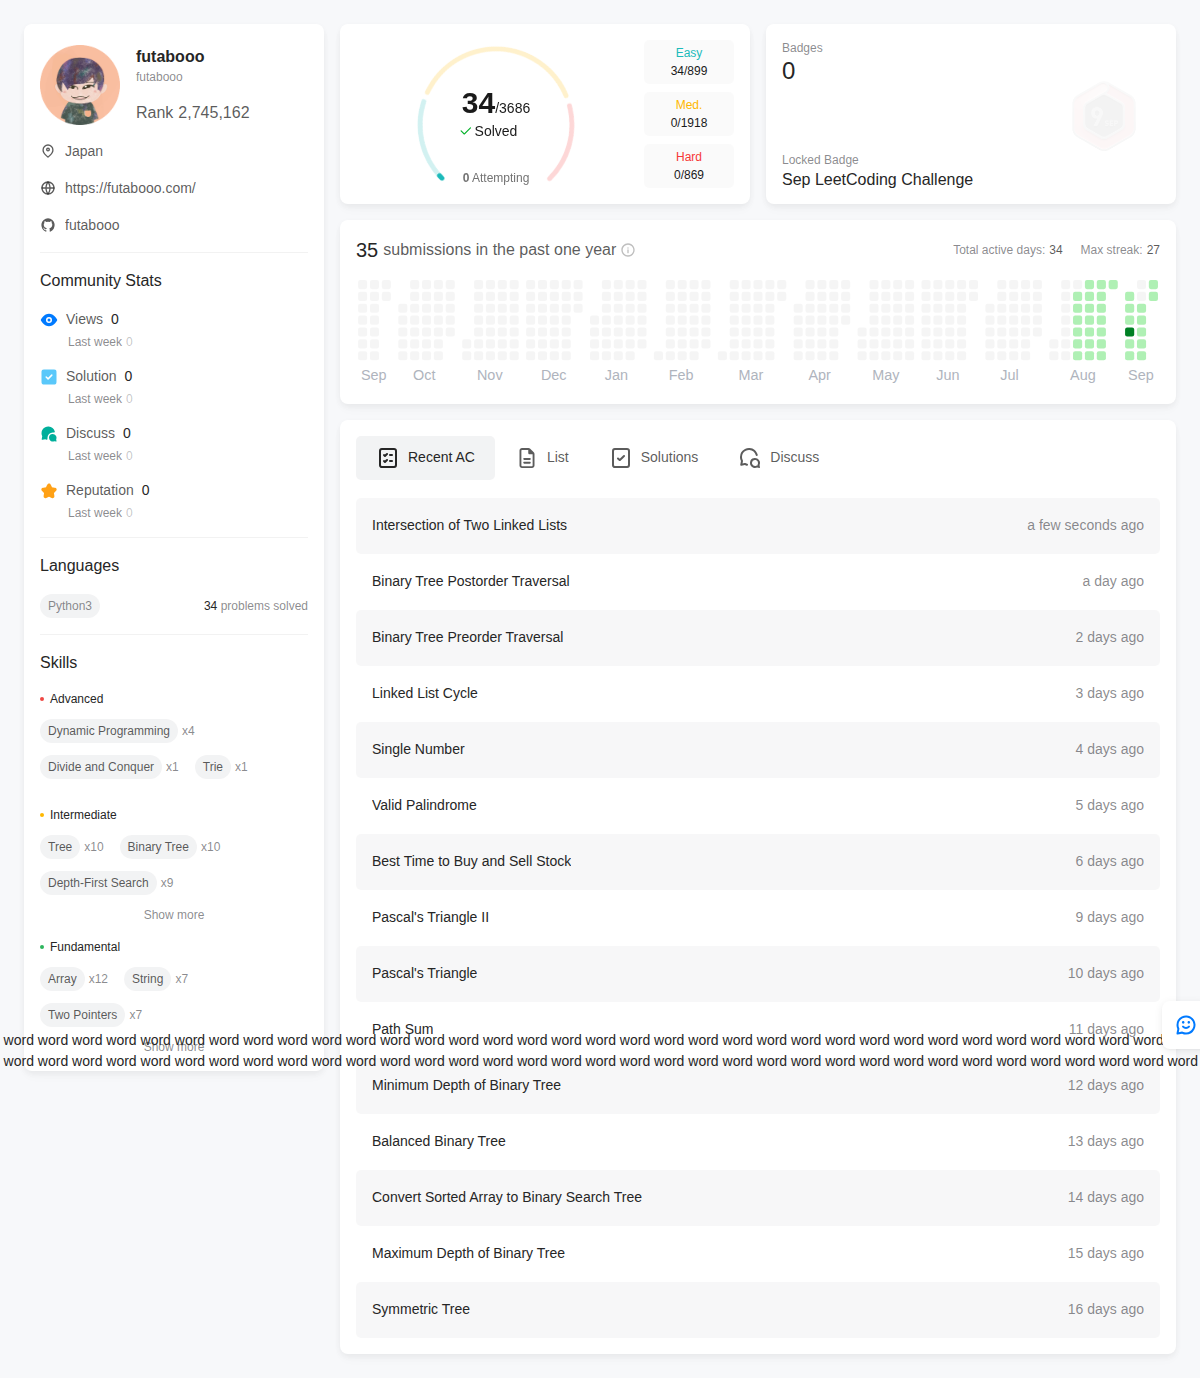 futabooo
futabooo
Rank 2,745,162
Japan
https://futabooo.com/
futabooo
Community Stats
Views 0
Last week 0
Solution 0
Last week 0
Discuss 0
Last week 0
Reputation 0
Last week 0
Languages
Python3 34 problems solved
Skills
Advanced
Dynamic Programming x4
Divide and Conquer x1 Trie x1
Intermediate
Tree x10 Binary Tree x10
Depth-First Search x9
Show more
Fundamental
Array x12 String x7
Two Pointers x7
Show more
34/3686
Solved
0 Attempting
Easy
34/899
Med.
0/1918
Hard
0/869
Badges
0
Locked Badge
Sep LeetCoding Challenge
35 submissions in the past one year
Total active days: 34 Max streak: 27
Sep Oct Nov Dec Jan Feb Mar Apr May Jun Jul Aug Sep
Recent AC List Solutions Discuss
Intersection of Two Linked Lists a few seconds ago
Binary Tree Postorder Traversal a day ago
Binary Tree Preorder Traversal 2 days ago
Linked List Cycle 3 days ago
Single Number 4 days ago
Valid Palindrome 5 days ago
Best Time to Buy and Sell Stock 6 days ago
Pascal's Triangle II 9 days ago
Pascal's Triangle 10 days ago
Path Sum 11 days ago
word word word word word word word word word word word word word word word word word word word word word word word word word word word word word word word word word word
word word word word word word word word word word word word word word word word word word word word word word word word word word word word word word word word word word word
Minimum Depth of Binary Tree 12 days ago
Balanced Binary Tree 13 days ago
Convert Sorted Array to Binary Search Tree 14 days ago
Maximum Depth of Binary Tree 15 days ago
Symmetric Tree 16 days ago